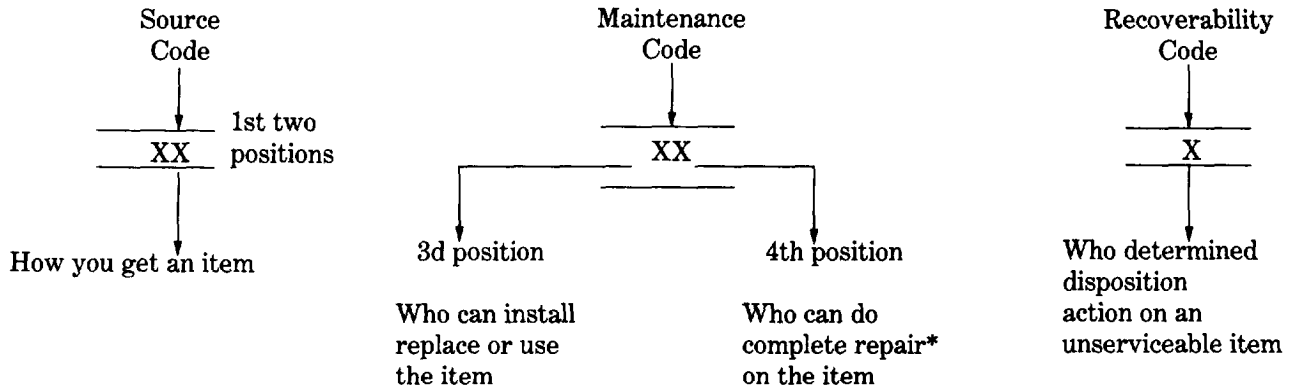 Source
Code
1st two
XX
positions
How you get an item
Maintenance
Code
XX
3d position
Who can install
replace or use
the item
4th position
Who can do
complete repair*
on the item
Recoverability
Code
X
Who determined
disposition
action on an
unserviceable item